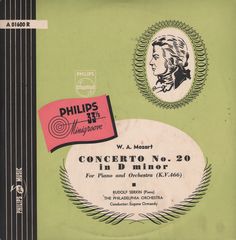 A 01600 R
PHILIPS
PHILIPS
33⅓
Minigroove
W. A. Mozart
CONCERTO No. 20
in D minor
For Piano and Orchestra (K.V.466)
RUDOLF SERKIN (Piano)
THE PHILADELPHIA ORCHESTRA
Conductor: Eugene Ormandy
PHILIPS MUSIC